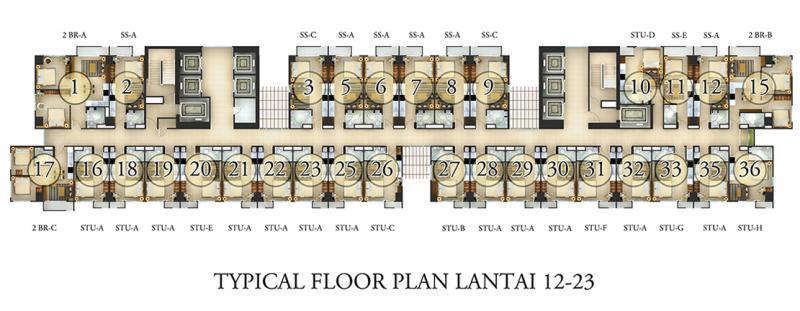 2 BR-A SS-A SS-C SS-A SS-A SS-A SS-A SS-C STU-D SS-E SS-A 2 BR-B
1 2 3 5 6 7 8 9 10 11 12 15
17 16 18 19 20 21 22 23 25 26 27 28 29 30 31 32 33 35 36
2 BR-C STU-A STU-A STU-A STU-E STU-A STU-A STU-A STU-A STU-C STU-B STU-A STU-A STU-A STU-F STU-A STU-G STU-A STU-H
TYPICAL FLOOR PLAN LANTAI 12-23